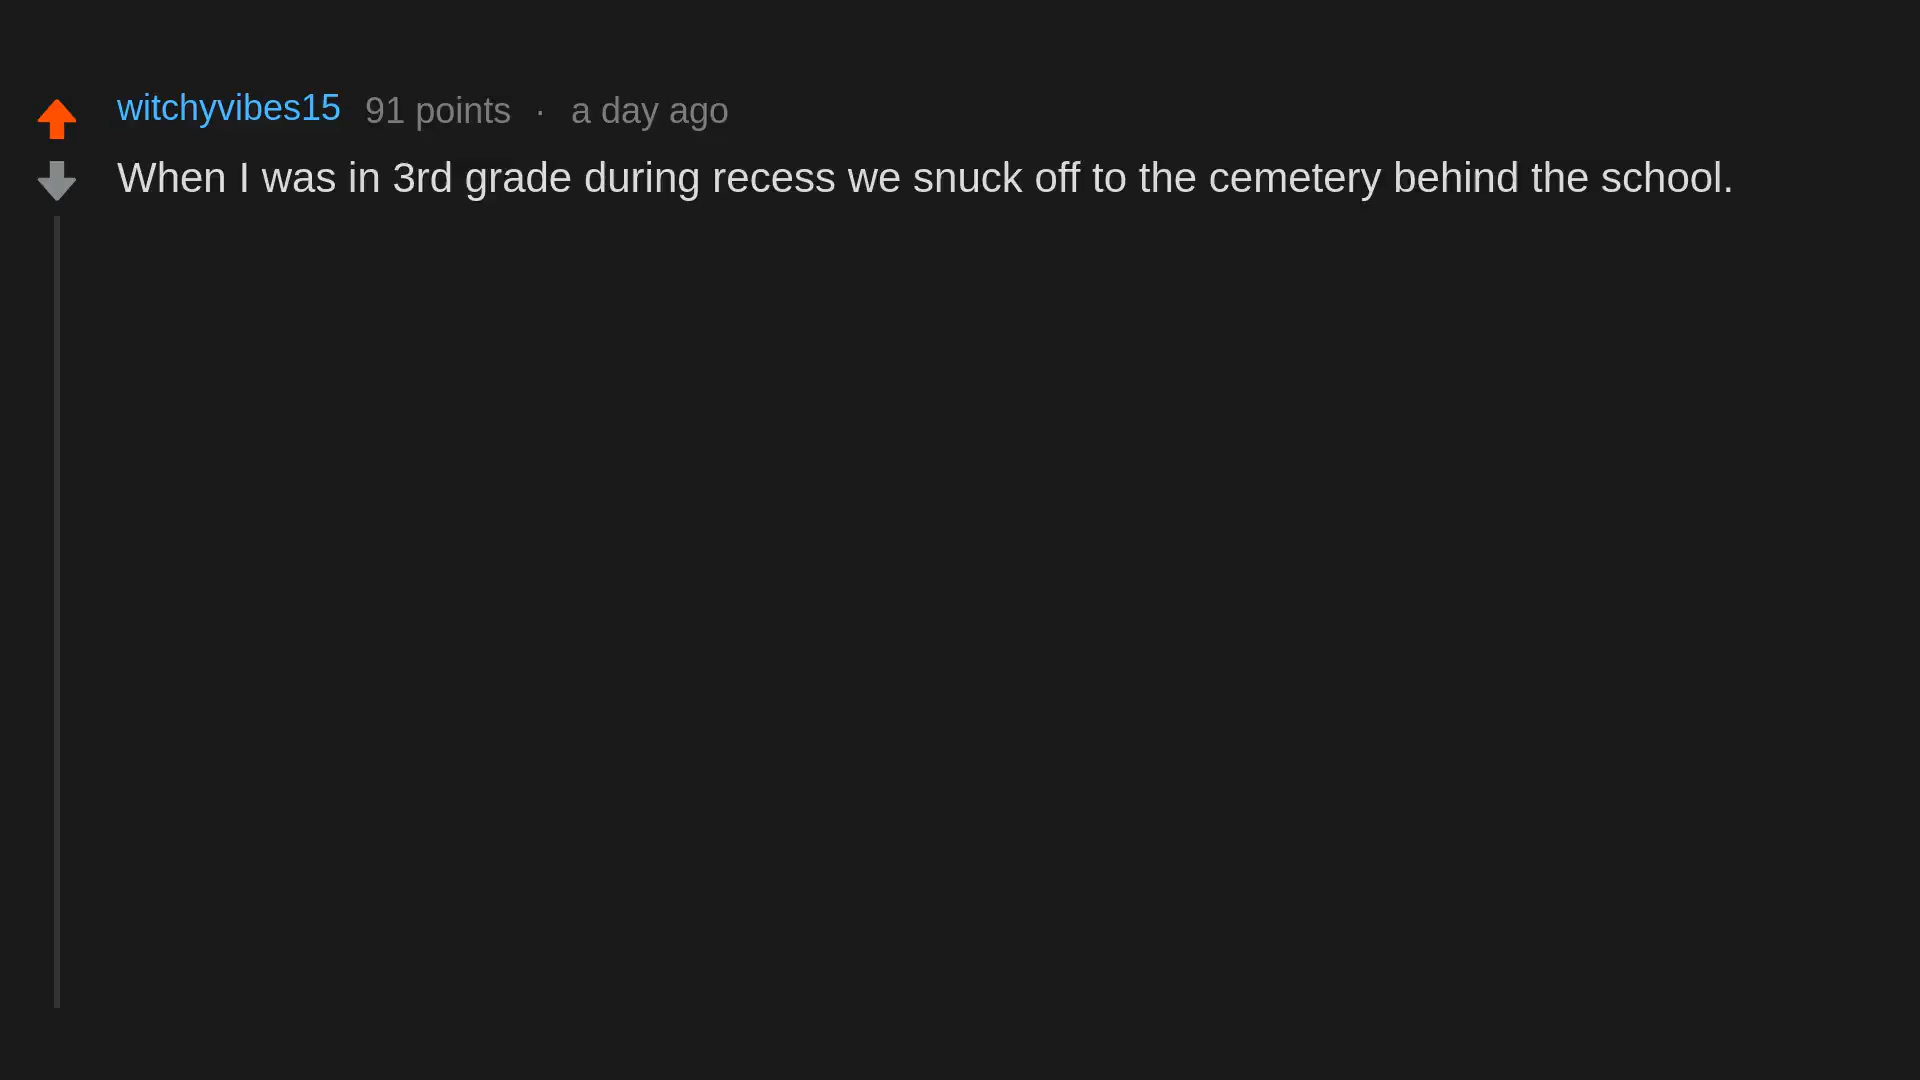 witchyvibes15 91 points · a day ago
When I was in 3rd grade during recess we snuck off to the cemetery behind the school.